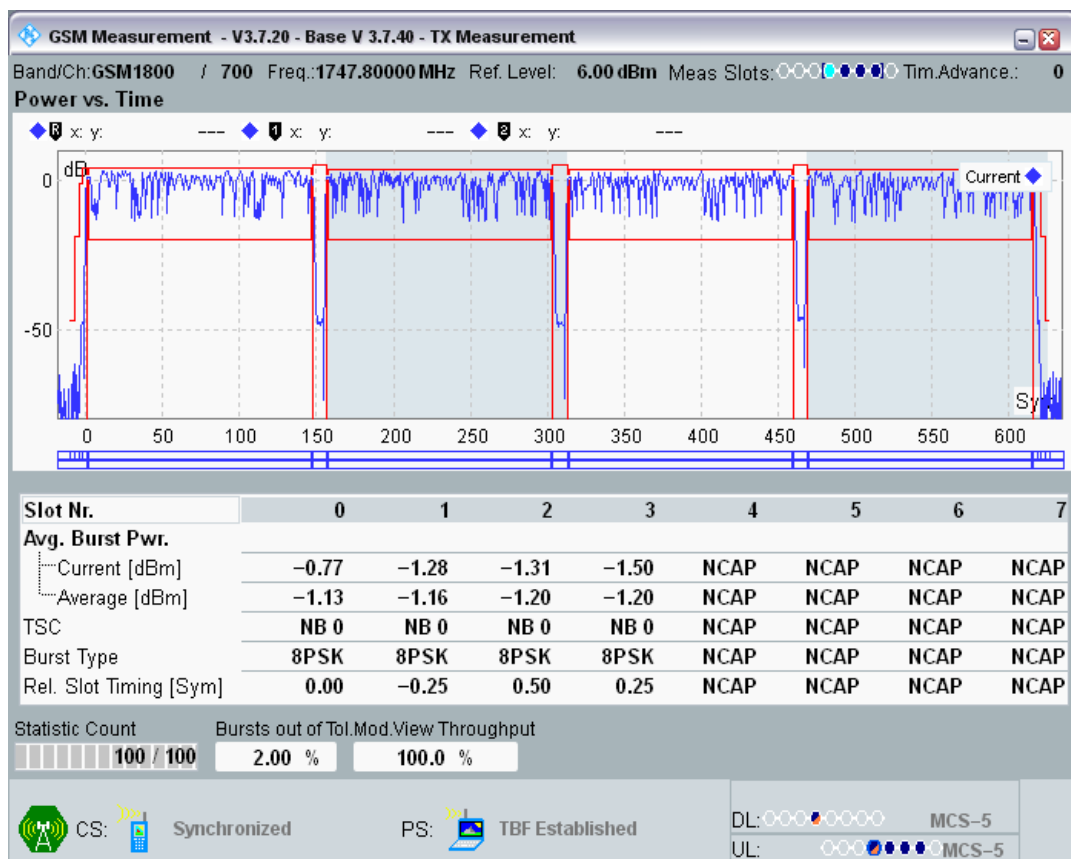 GSM Measurement - V3.7.20 - Base V 3.7.40 - TX Measurement
Band/Ch:GSM1800 / 700 Freq.:1747.80000 MHz Ref. Level: 6.00 dBm Meas Slots: Tim.Advance.: 0
Power vs. Time
R x: y: --- 1 x: y: --- 2 x: y: ---
dB
Current
0
-50
Sy
0 50 100 150 200 250 300 350 400 450 500 550 600
Slot Nr. 0 1 2 3 4 5 6 7
Avg. Burst Pwr.
Current [dBm] −0.77 −1.28 −1.31 −1.50 NCAP NCAP NCAP NCAP
Average [dBm] −1.13 −1.16 −1.20 −1.20 NCAP NCAP NCAP NCAP
TSC NB 0 NB 0 NB 0 NB 0 NCAP NCAP NCAP NCAP
Burst Type 8PSK 8PSK 8PSK 8PSK NCAP NCAP NCAP NCAP
Rel. Slot Timing [Sym] 0.00 −0.25 0.50 0.25 NCAP NCAP NCAP NCAP
Statistic Count Bursts out of Tol.Mod.View Throughput
100 / 100 2.00 % 100.0 %
CS: Synchronized PS: TBF Established DL: MCS−5
UL: MCS−5